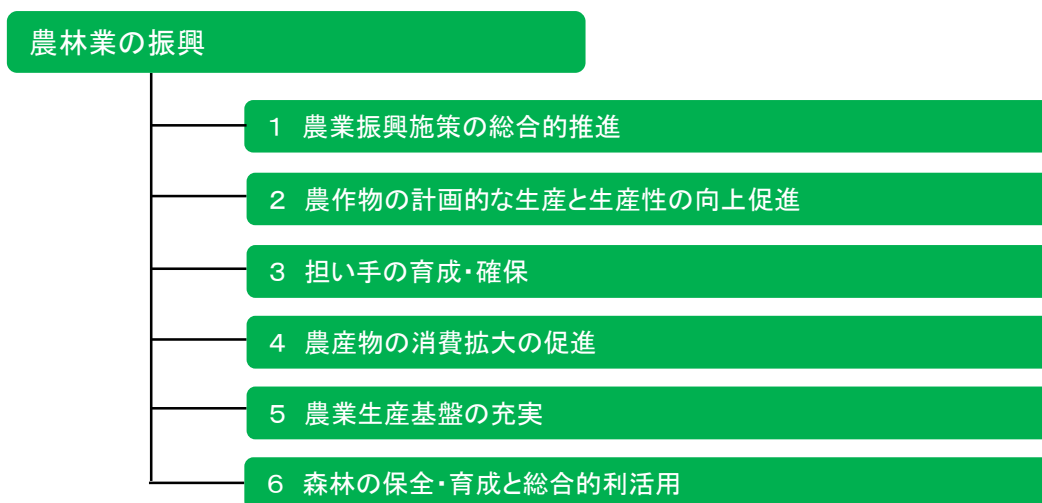 農林業の振興
1 農業振興施策の総合的推進
2 農作物の計画的な生産と生産性の向上促進
3 担い手の育成・確保
4 農産物の消費拡大の促進
5 農業生産基盤の充実
6 森林の保全・育成と総合的利活用